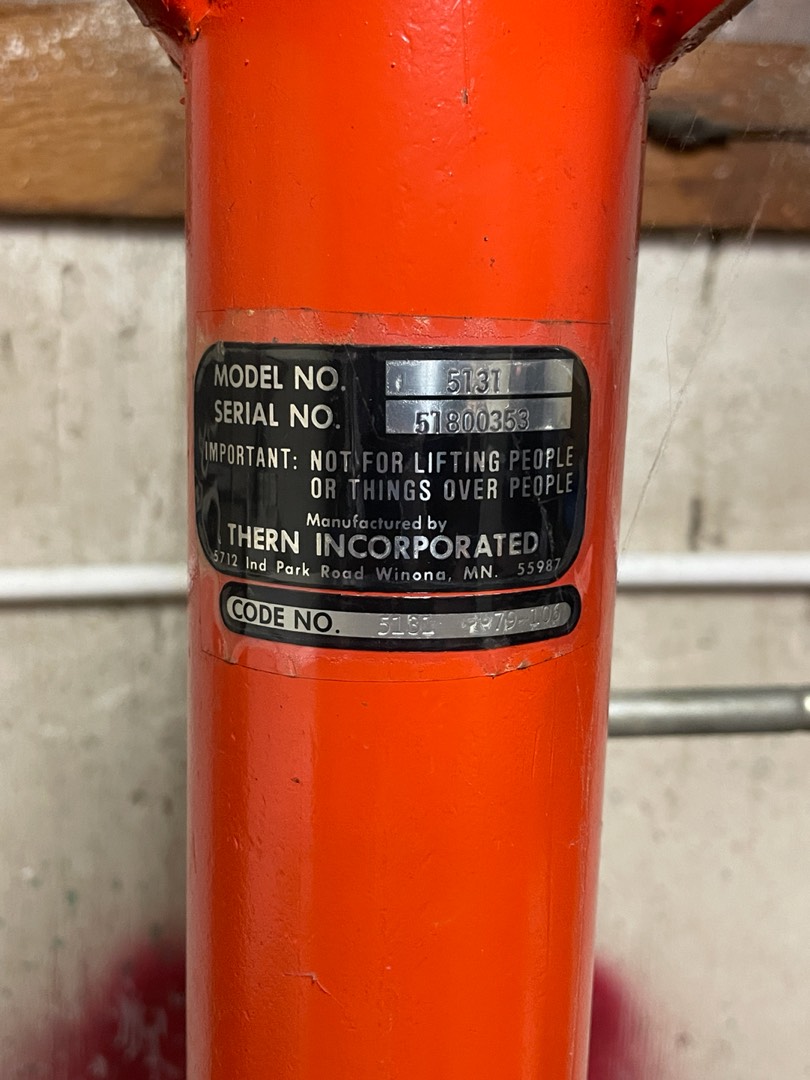 MODEL NO. 5131
SERIAL NO. 51800353
IMPORTANT: NOT FOR LIFTING PEOPLE
OR THINGS OVER PEOPLE
Manufactured by
THERN INCORPORATED
5712 Ind Park Road Winona, MN. 55987
CODE NO. 5131